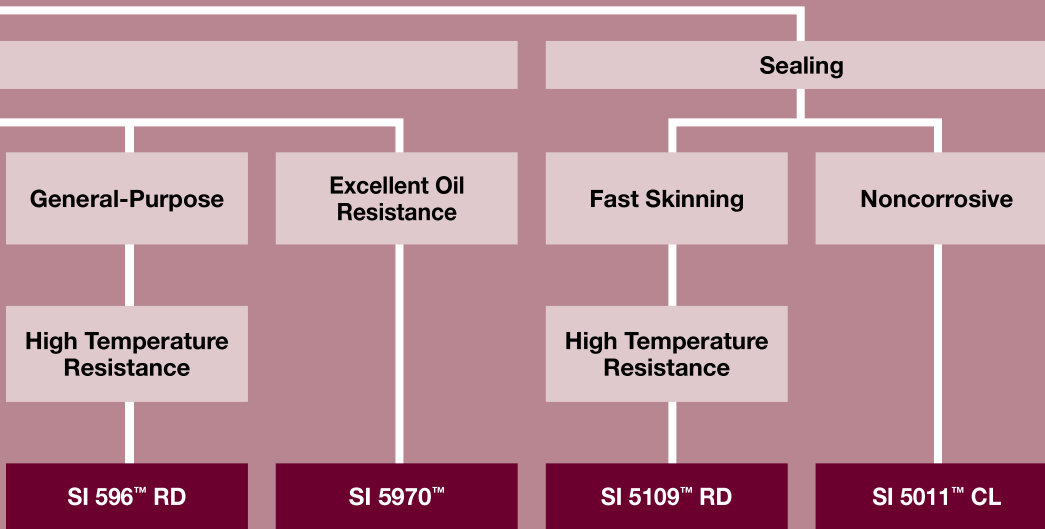 Sealing
General-Purpose
Excellent Oil
Resistance
Fast Skinning
Noncorrosive
High Temperature
Resistance
High Temperature
Resistance
SI 596™ RD
SI 5970™
SI 5109™ RD
SI 5011™ CL